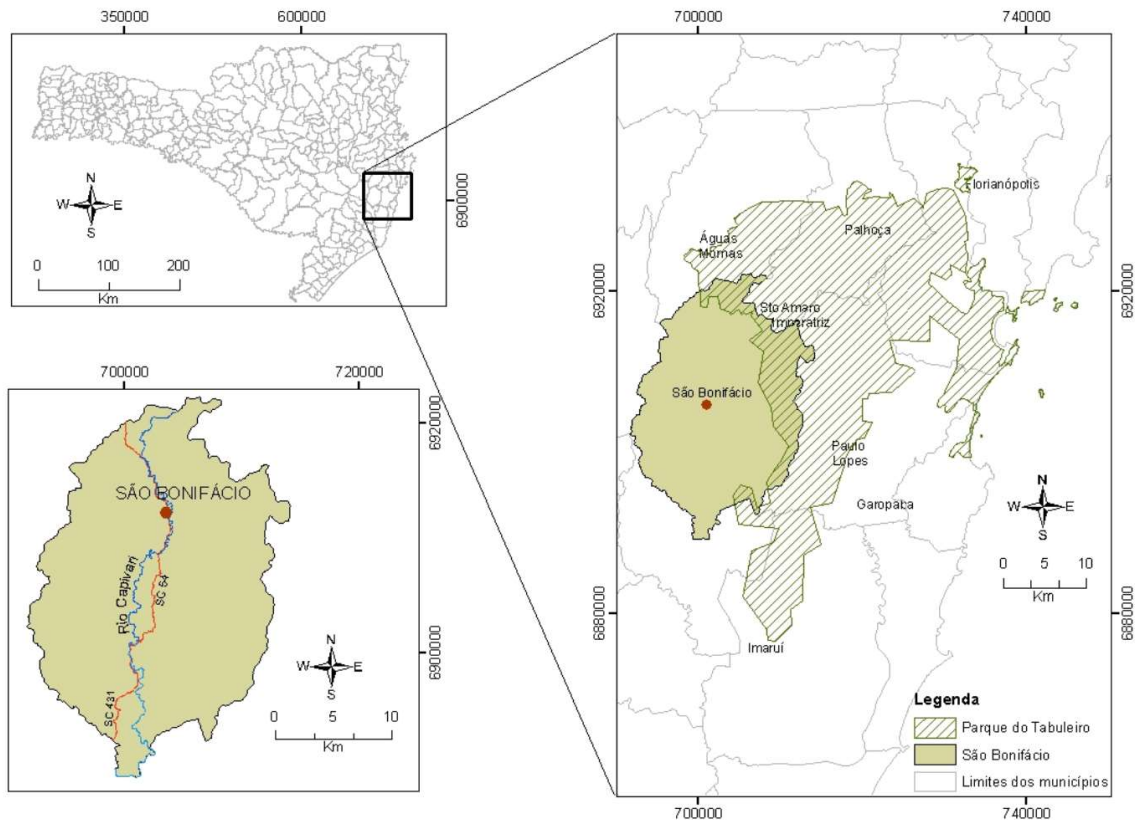 350000
600000
6900000
N
W
E
S
0
100
200
Km
700000
720000
6920000
SÃO BONIFÁCIO
Rio Capivari
SC 64
6900000
SC 431
N
W
E
S
0
5
10
Km
700000
740000
Florianópolis
Palhoça
Águas
Mornas
6920000
6920000
Sto Amaro
Imperatriz
São Bonifácio
Paulo
Lopes
Garopaba
N
W
E
S
0
5
10
Km
6880000
6880000
Imaruí
Legenda
Parque do Tabuleiro
São Bonifácio
Limites dos municípios
700000
740000